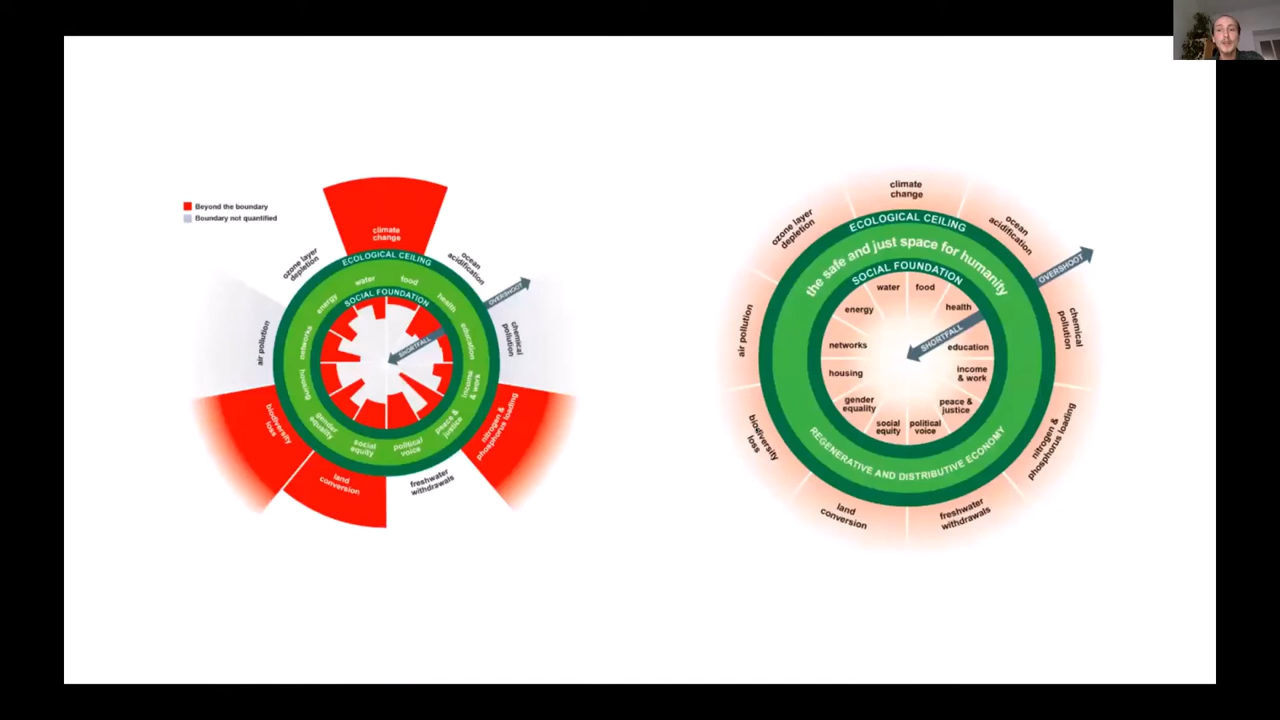 Beyond the boundary
Boundary not quantified
climate
change
ozone layer
depletion
ocean
acidification
ECOLOGICAL CEILING
OVERSHOOT
water
food
energy
health
SOCIAL FOUNDATION
networks
education
SHORTFALL
air pollution
chemical
pollution
housing
income
& work
gender
equality
peace &
justice
social
equity
political
voice
biodiversity
loss
nitrogen &
phosphorus loading
land
conversion
freshwater
withdrawals
climate
change
ozone layer
depletion
ocean
acidification
ECOLOGICAL CEILING
the safe and just space for humanity
OVERSHOOT
SOCIAL FOUNDATION
water
food
energy
health
SHORTFALL
air pollution
chemical
pollution
networks
education
housing
income
& work
gender
equality
peace &
justice
social
equity
political
voice
REGENERATIVE AND DISTRIBUTIVE ECONOMY
biodiversity
loss
nitrogen &
phosphorus loading
land
conversion
freshwater
withdrawals